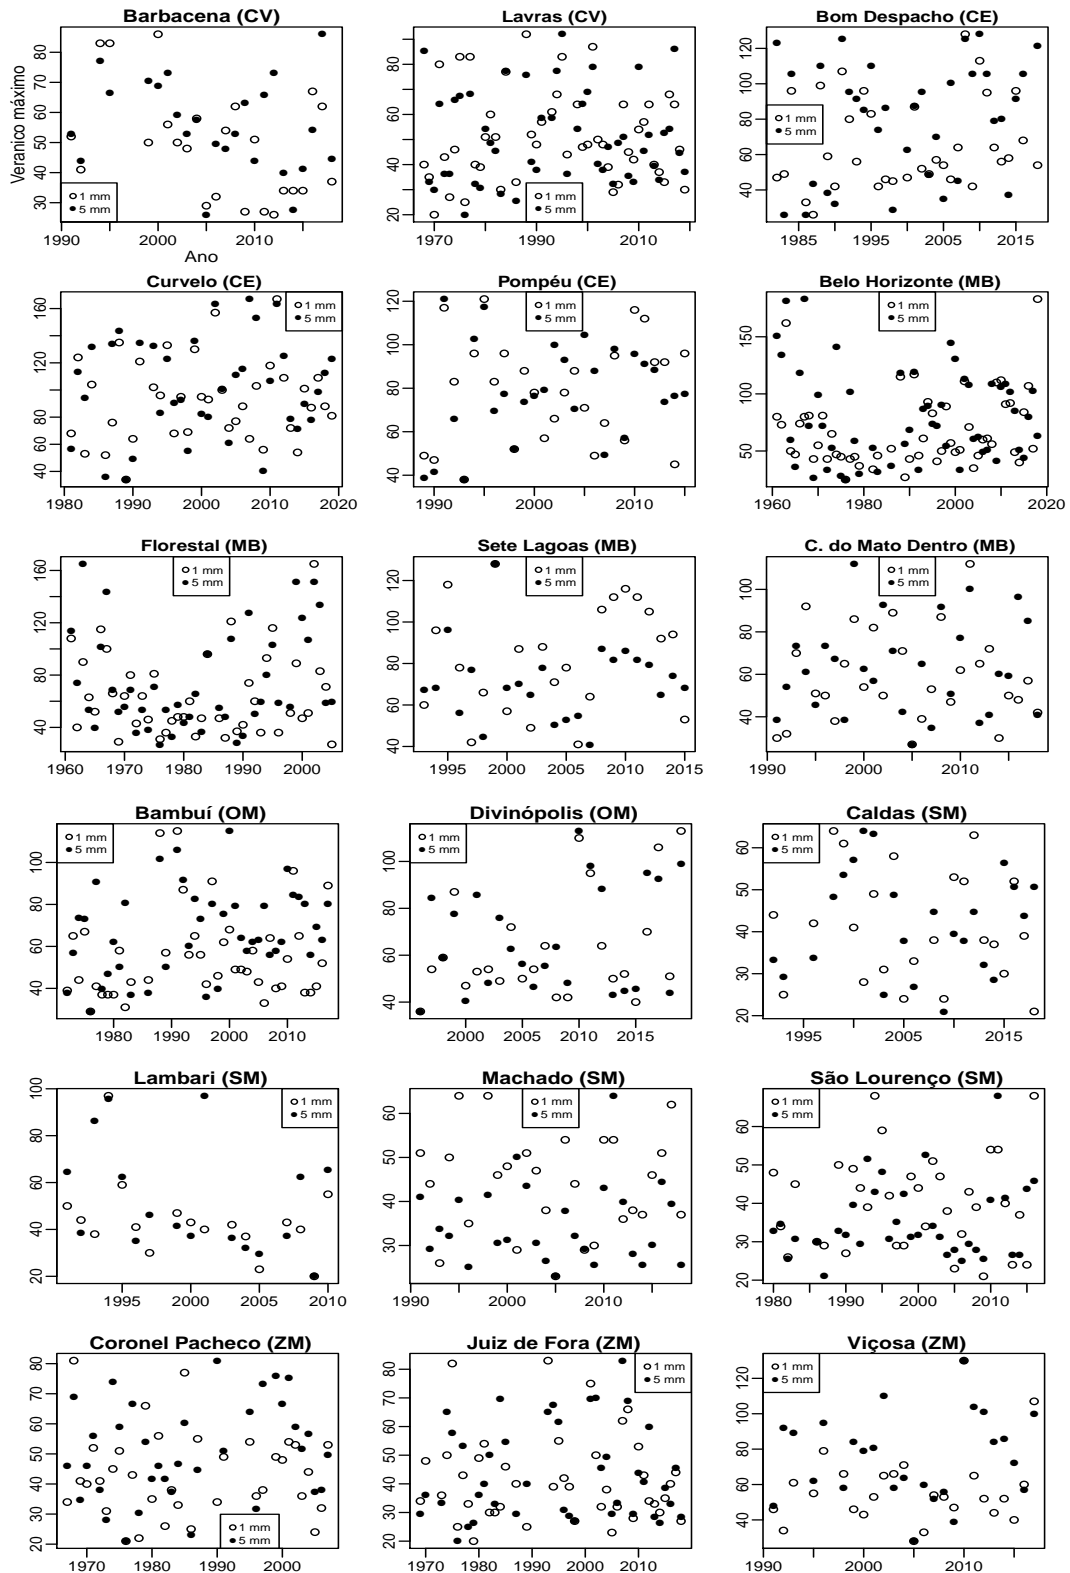 Barbacena (CV)
Veranico máximo
80
70
60
50
40
30
1 mm
5 mm
1990
2000
2010
Ano
Lavras (CV)
80
60
40
20
1 mm
5 mm
1970
1990
2010
Bom Despacho (CE)
120
100
80
60
40
1 mm
5 mm
1985
1995
2005
2015
Curvelo (CE)
160
120
80
60
40
1 mm
5 mm
1980
1990
2000
2010
2020
Pompéu (CE)
120
100
80
60
40
1 mm
5 mm
1990
1995
2000
2005
2010
2015
Belo Horizonte (MB)
150
100
50
1 mm
5 mm
1960
1970
1980
1990
2000
2010
2020
Florestal (MB)
160
120
80
60
40
1 mm
5 mm
1960
1970
1980
1990
2000
Sete Lagoas (MB)
120
100
80
60
40
1 mm
5 mm
1995
2000
2005
2010
2015
C. do Mato Dentro (MB)
100
80
60
40
1 mm
5 mm
1990
2000
2010
Bambuí (OM)
100
80
60
40
1 mm
5 mm
1980
1990
2000
2010
Divinópolis (OM)
100
80
60
40
1 mm
5 mm
2000
2005
2010
2015
Caldas (SM)
60
50
40
30
20
1 mm
5 mm
1995
2005
2015
Lambari (SM)
100
80
60
40
20
1 mm
5 mm
1995
2000
2005
2010
Machado (SM)
60
50
40
30
1 mm
5 mm
1990
2000
2010
São Lourenço (SM)
60
50
40
30
20
1 mm
5 mm
1980
1990
2000
2010
Coronel Pacheco (ZM)
80
70
60
50
40
30
20
1 mm
5 mm
1970
1980
1990
2000
Juiz de Fora (ZM)
80
70
60
50
40
30
20
1 mm
5 mm
1970
1990
2010
Viçosa (ZM)
120
100
80
60
40
1 mm
5 mm
1990
2000
2010